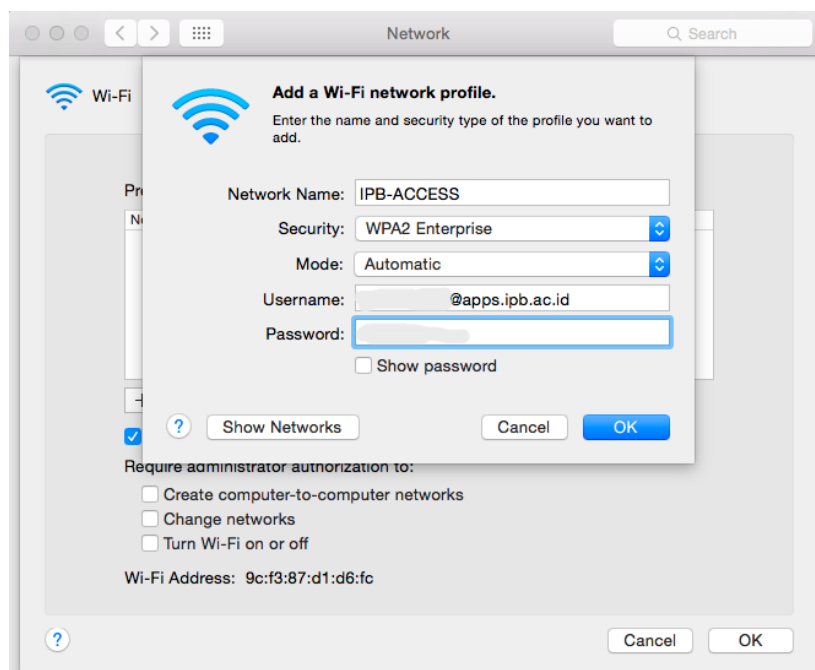 Network
Search
Wi-Fi
Add a Wi-Fi network profile.
Enter the name and security type of the profile you want to
add.
Pr
Network Name: IPB-ACCESS
N
Security: WPA2 Enterprise
Mode: Automatic
Username: @apps.ipb.ac.id
Password:
Show password
+
? Show Networks Cancel OK
Require administrator authorization to:
Create computer-to-computer networks
Change networks
Turn Wi-Fi on or off
Wi-Fi Address: 9c:f3:87:d1:d6:fc
? Cancel OK